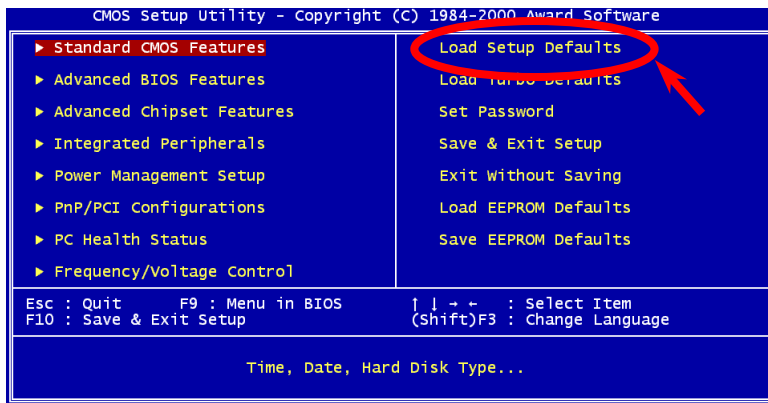 CMOS Setup Utility - Copyright (C) 1984-2000 Award Software
▶ Standard CMOS Features
▶ Advanced BIOS Features
▶ Advanced Chipset Features
▶ Integrated Peripherals
▶ Power Management Setup
▶ PnP/PCI Configurations
▶ PC Health Status
▶ Frequency/Voltage Control
Load Setup Defaults
Load Turbo Defaults
Set Password
Save & Exit Setup
Exit Without Saving
Load EEPROM Defaults
Save EEPROM Defaults
Esc : Quit F9 : Menu in BIOS ↑ ↓ → ← : Select Item
F10 : Save & Exit Setup (Shift)F3 : Change Language
Time, Date, Hard Disk Type...